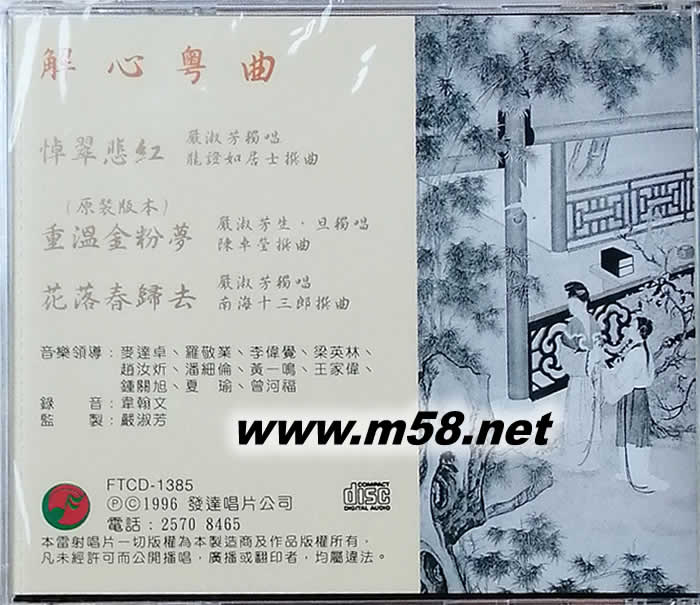 解心粵曲
悼翠悲紅 嚴淑芳獨唱
龍證如居士撰曲
(原裝版本)
重溫金粉夢 嚴淑芳生·旦獨唱
陳卓瑩撰曲
花落春歸去 嚴淑芳獨唱
南海十三郎撰曲
音樂領導：麥達卓、羅敬業、李偉覺、梁英林、
趙汝炘、潘細倫、黃一鳴、王家偉、
鍾關旭、夏瑜、曾河福
錄音：韋翰文
監製：嚴淑芳
www.m58.net
FTCD-1385
ⓅⒸ1996 發達唱片公司
電話：2570 8465
COMPACT
disc
DIGITAL AUDIO
本雷射唱片一切版權為本製造商及作品版權所有，
凡未經許可而公開播唱，廣播或翻印者，均屬違法。